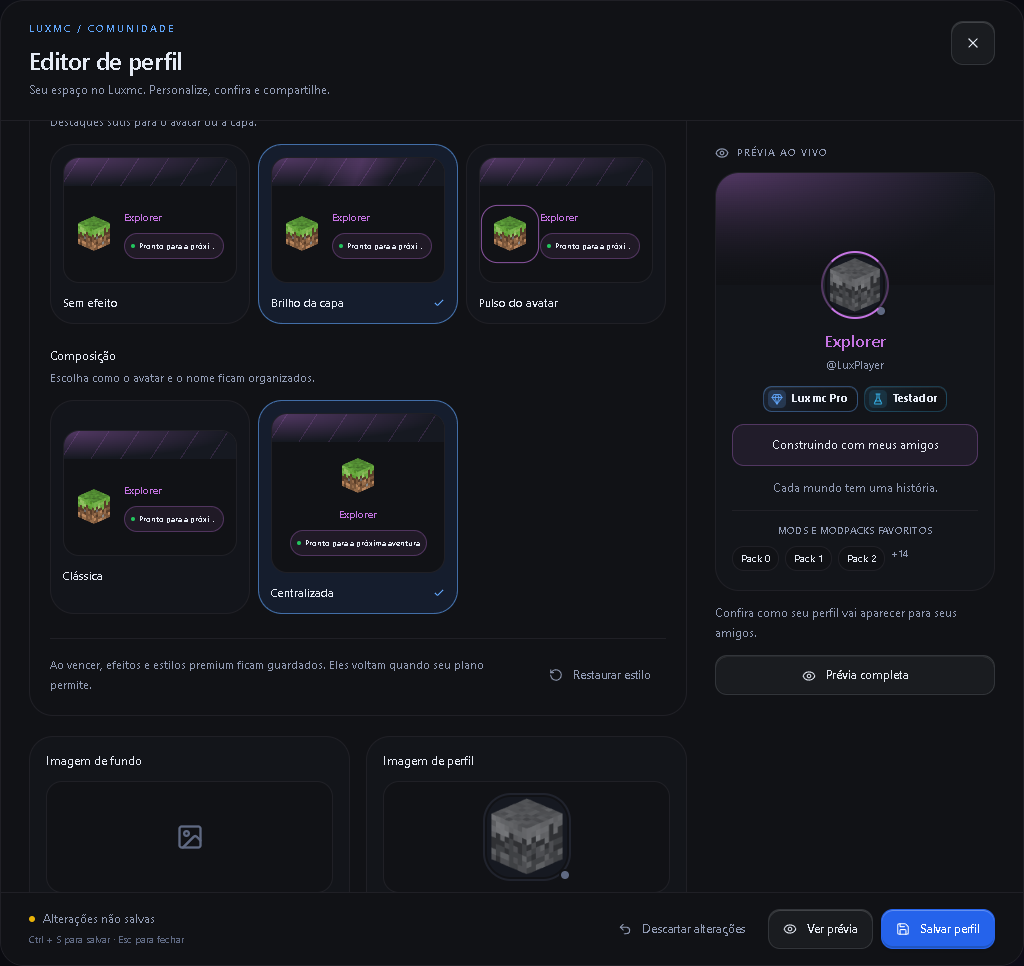 LUXMC / COMUNIDADE
Editor de perfil
Seu espaço no Luxmc. Personalize, confira e compartilhe.
Destaques sutis para o avatar ou a capa.
Explorer
Pronto para a próxi .
Sem efeito
Explorer
Pronto para a próxi .
Brilho da capa
Explorer
Pronto para a próxi .
Pulso do avatar
Composição
Escolha como o avatar e o nome ficam organizados.
Explorer
Pronto para a próxi .
Clássica
Explorer
Pronto para a próxima aventura
Centralizada
Ao vencer, efeitos e estilos premium ficam guardados. Eles voltam quando seu plano
permite.
Restaurar estilo
Imagem de fundo
Imagem de perfil
PRÉVIA AO VIVO
Explorer
@LuxPlayer
Luxmc Pro
Testador
Construindo com meus amigos
Cada mundo tem uma história.
MODS E MODPACKS FAVORITOS
Pack 0
Pack 1
Pack 2
+14
Confira como seu perfil vai aparecer para seus
amigos.
Prévia completa
Alterações não salvas
Ctrl + S para salvar · Esc para fechar
Descartar alterações
Ver prévia
Salvar perfil